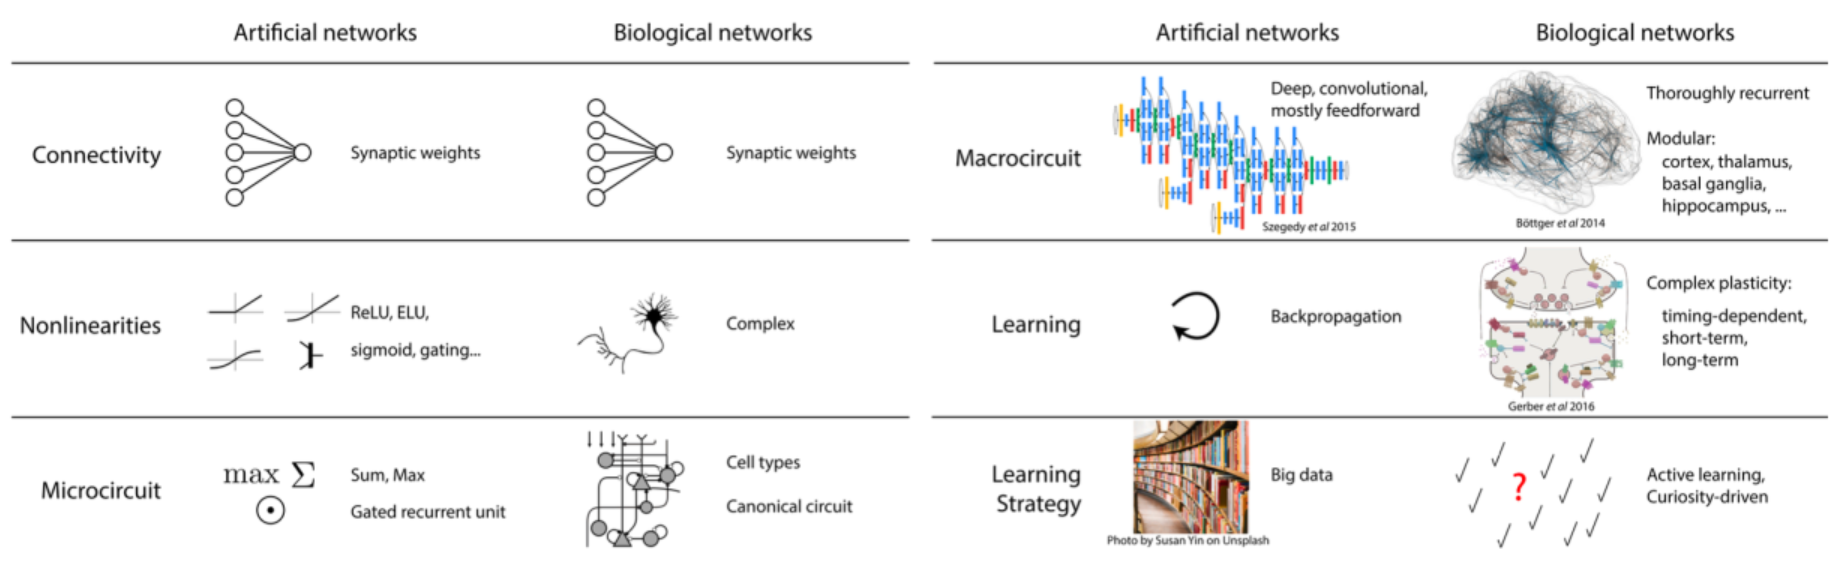 Artificial networks
Biological networks
Connectivity
Synaptic weights
Synaptic weights
Nonlinearities
ReLU, ELU,
sigmoid, gating...
Complex
Microcircuit
max Σ
Sum, Max
Gated recurrent unit
Cell types
Canonical circuit
Artificial networks
Biological networks
Macrocircuit
Deep, convolutional,
mostly feedforward
Szegedy et al 2015
Thoroughly recurrent
Modular:
cortex, thalamus,
basal ganglia,
hippocampus, ...
Böttger et al 2014
Learning
Backpropagation
Complex plasticity:
timing-dependent,
short-term,
long-term
Gerber et al 2016
Learning
Strategy
Big data
Photo by Susan Yin on Unsplash
?
Active learning,
Curiosity-driven